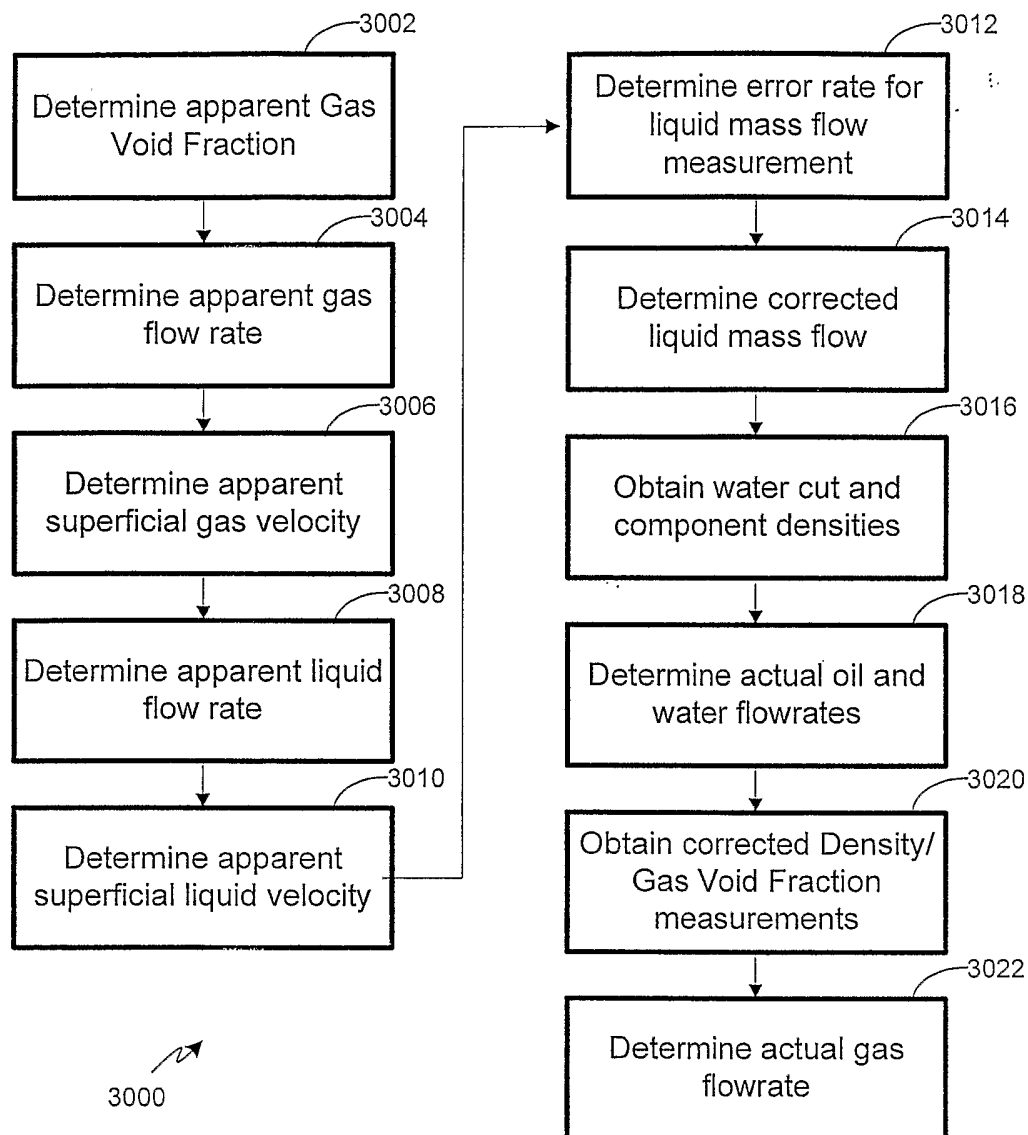 3002
Determine apparent Gas
Void Fraction
3004
Determine apparent gas
flow rate
3006
Determine apparent
superficial gas velocity
3008
Determine apparent liquid
flow rate
3010
Determine apparent
superficial liquid velocity
3000
3012
Determine error rate for
liquid mass flow
measurement
3014
Determine corrected
liquid mass flow
3016
Obtain water cut and
component densities
3018
Determine actual oil and
water flowrates
3020
Obtain corrected Density/
Gas Void Fraction
measurements
3022
Determine actual gas
flowrate